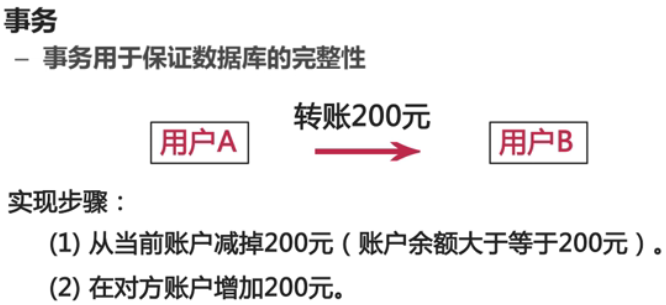 事务
– 事务用于保证数据库的完整性
转账200元
用户A
用户B
实现步骤：
(1) 从当前账户减掉200元（账户余额大于等于200元）。
(2) 在对方账户增加200元。